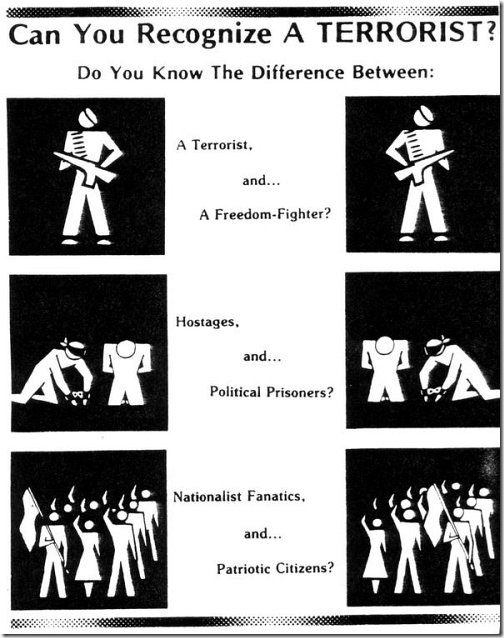 Can You Recognize A TERRORIST?
Do You Know The Difference Between:
A Terrorist,
and...
A Freedom-Fighter?
Hostages,
and...
Political Prisoners?
Nationalist Fanatics,
and...
Patriotic Citizens?